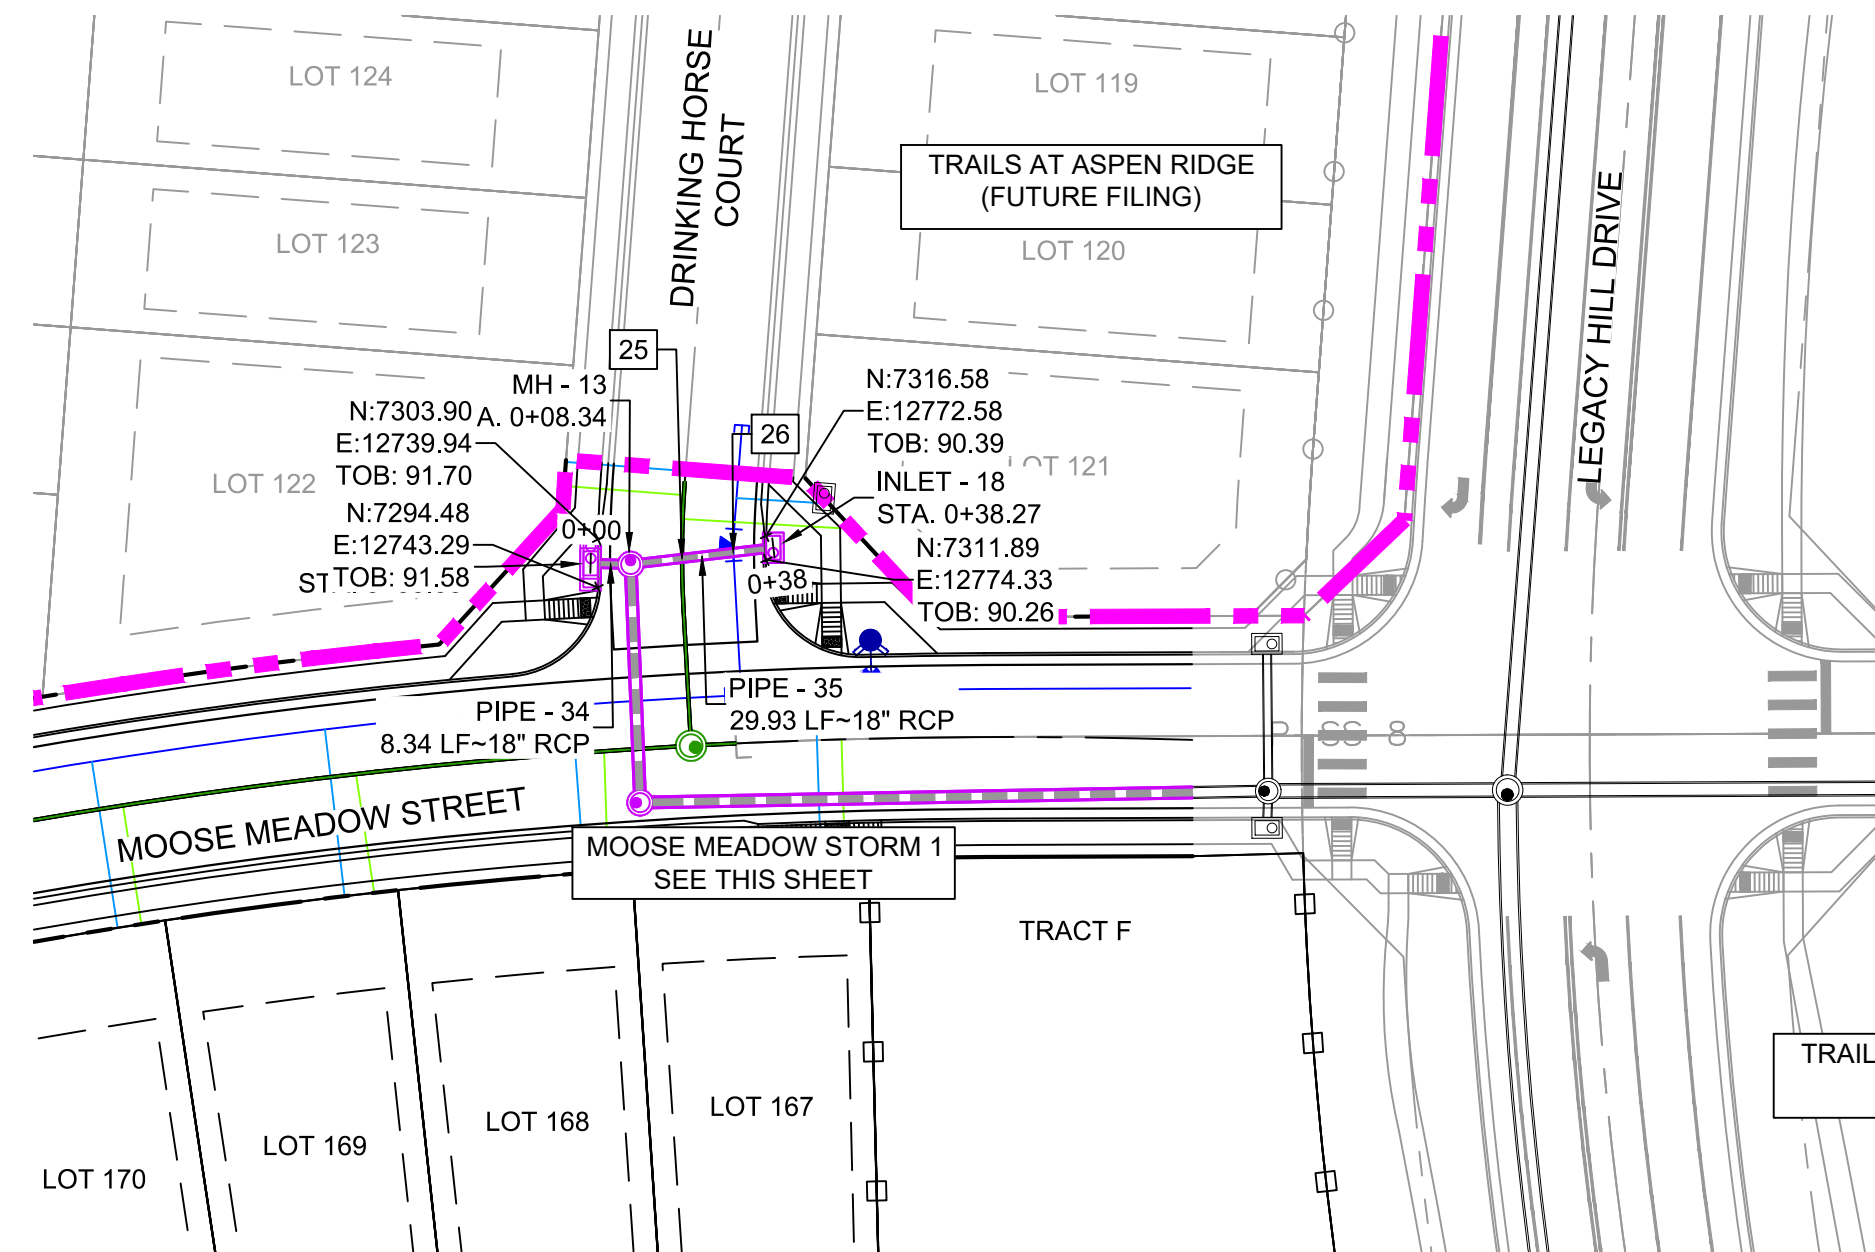 LOT 124
LOT 123
LOT 122
DRINKING HORSE
COURT
LOT 119
TRAILS AT ASPEN RIDGE
(FUTURE FILING)
LOT 120
LOT 121
LEGACY HILL DRIVE
25
26
MH - 13
A. 0+08.34
N:7303.90
E:12739.94
TOB: 91.70
N:7294.48
E:12743.29
TOB: 91.58
ST
0+00
N:7316.58
E:12772.58
TOB: 90.39
INLET - 18
STA. 0+38.27
N:7311.89
E:12774.33
TOB: 90.26
0+38
PIPE - 34
8.34 LF~18" RCP
PIPE - 35
29.93 LF~18" RCP
MOOSE MEADOW STREET
MOOSE MEADOW STORM 1
SEE THIS SHEET
TRACT F
LOT 167
LOT 168
LOT 169
LOT 170
TRAIL